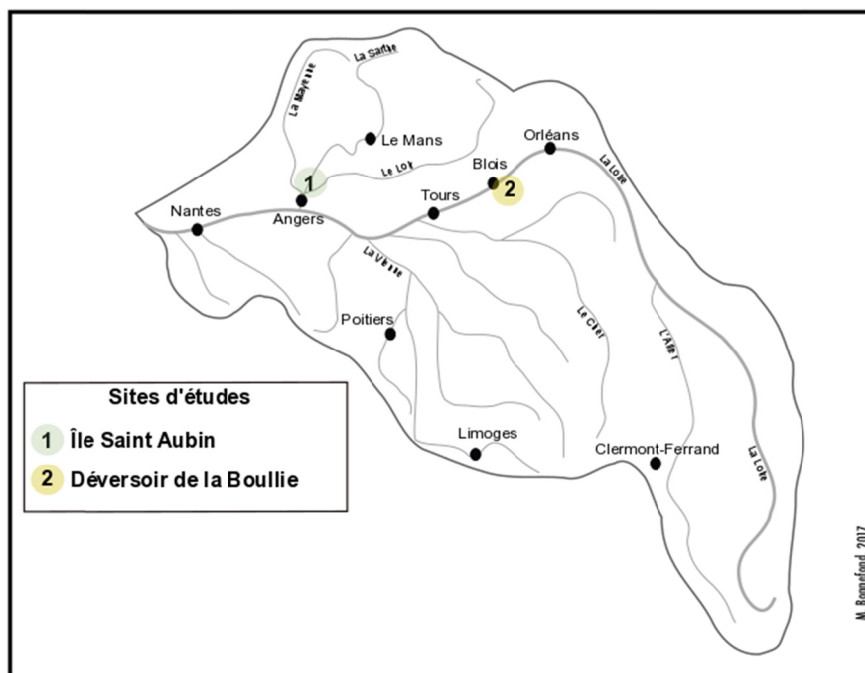 La Sarthe
La Mayenne
Le Mans
Orléans
Le Loir
Blois
La Loire
1
2
Tours
Nantes
Angers
La Vienne
Poitiers
Le Cher
L'Allier
Sites d'études
1 Île Saint Aubin
2 Déversoir de la Boullie
Limoges
Clermont-Ferrand
La Loire
M. Bonnefond, 2017